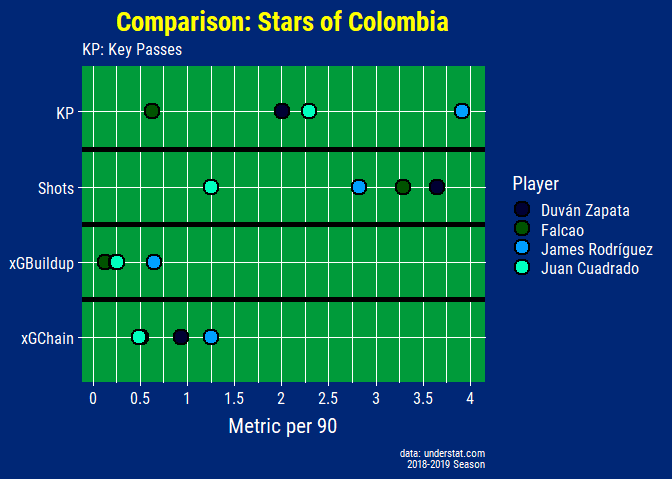 Comparison: Stars of Colombia
KP: Key Passes
KP
Shots
xGBuildup
xGChain
0 0.5 1 1.5 2 2.5 3 3.5 4
Metric per 90
Player
Duván Zapata
Falcao
James Rodríguez
Juan Cuadrado
data: understat.com
2018-2019 Season